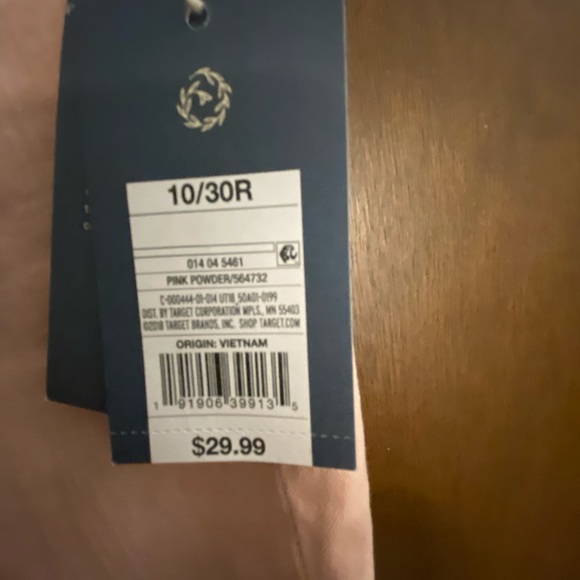 10/30R
014 04 5461
PINK POWDER/564732
C-000444-01-014 UT18_50A01-0199
DIST. BY TARGET CORPORATION MPLS., MN 55403
©2018 TARGET BRANDS, INC. SHOP TARGET.COM
ORIGIN: VIETNAM
1 91906 39913 5
$29.99